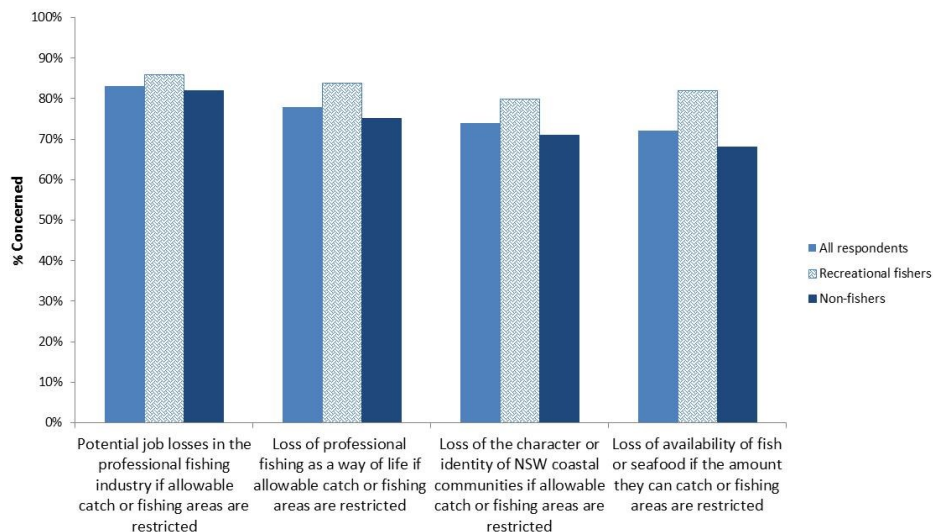 100%
90%
80%
70%
60%
50%
40%
30%
20%
10%
0%
% Concerned
Potential job losses in the
professional fishing
industry if allowable
catch or fishing areas are
restricted
Loss of professional
fishing as a way of life if
allowable catch or fishing
areas are restricted
Loss of the character or
identity of NSW coastal
communities if allowable
catch or fishing areas are
restricted
Loss of availability of fish
or seafood if the amount
they can catch or fishing
areas are restricted
All respondents
Recreational fishers
Non-fishers